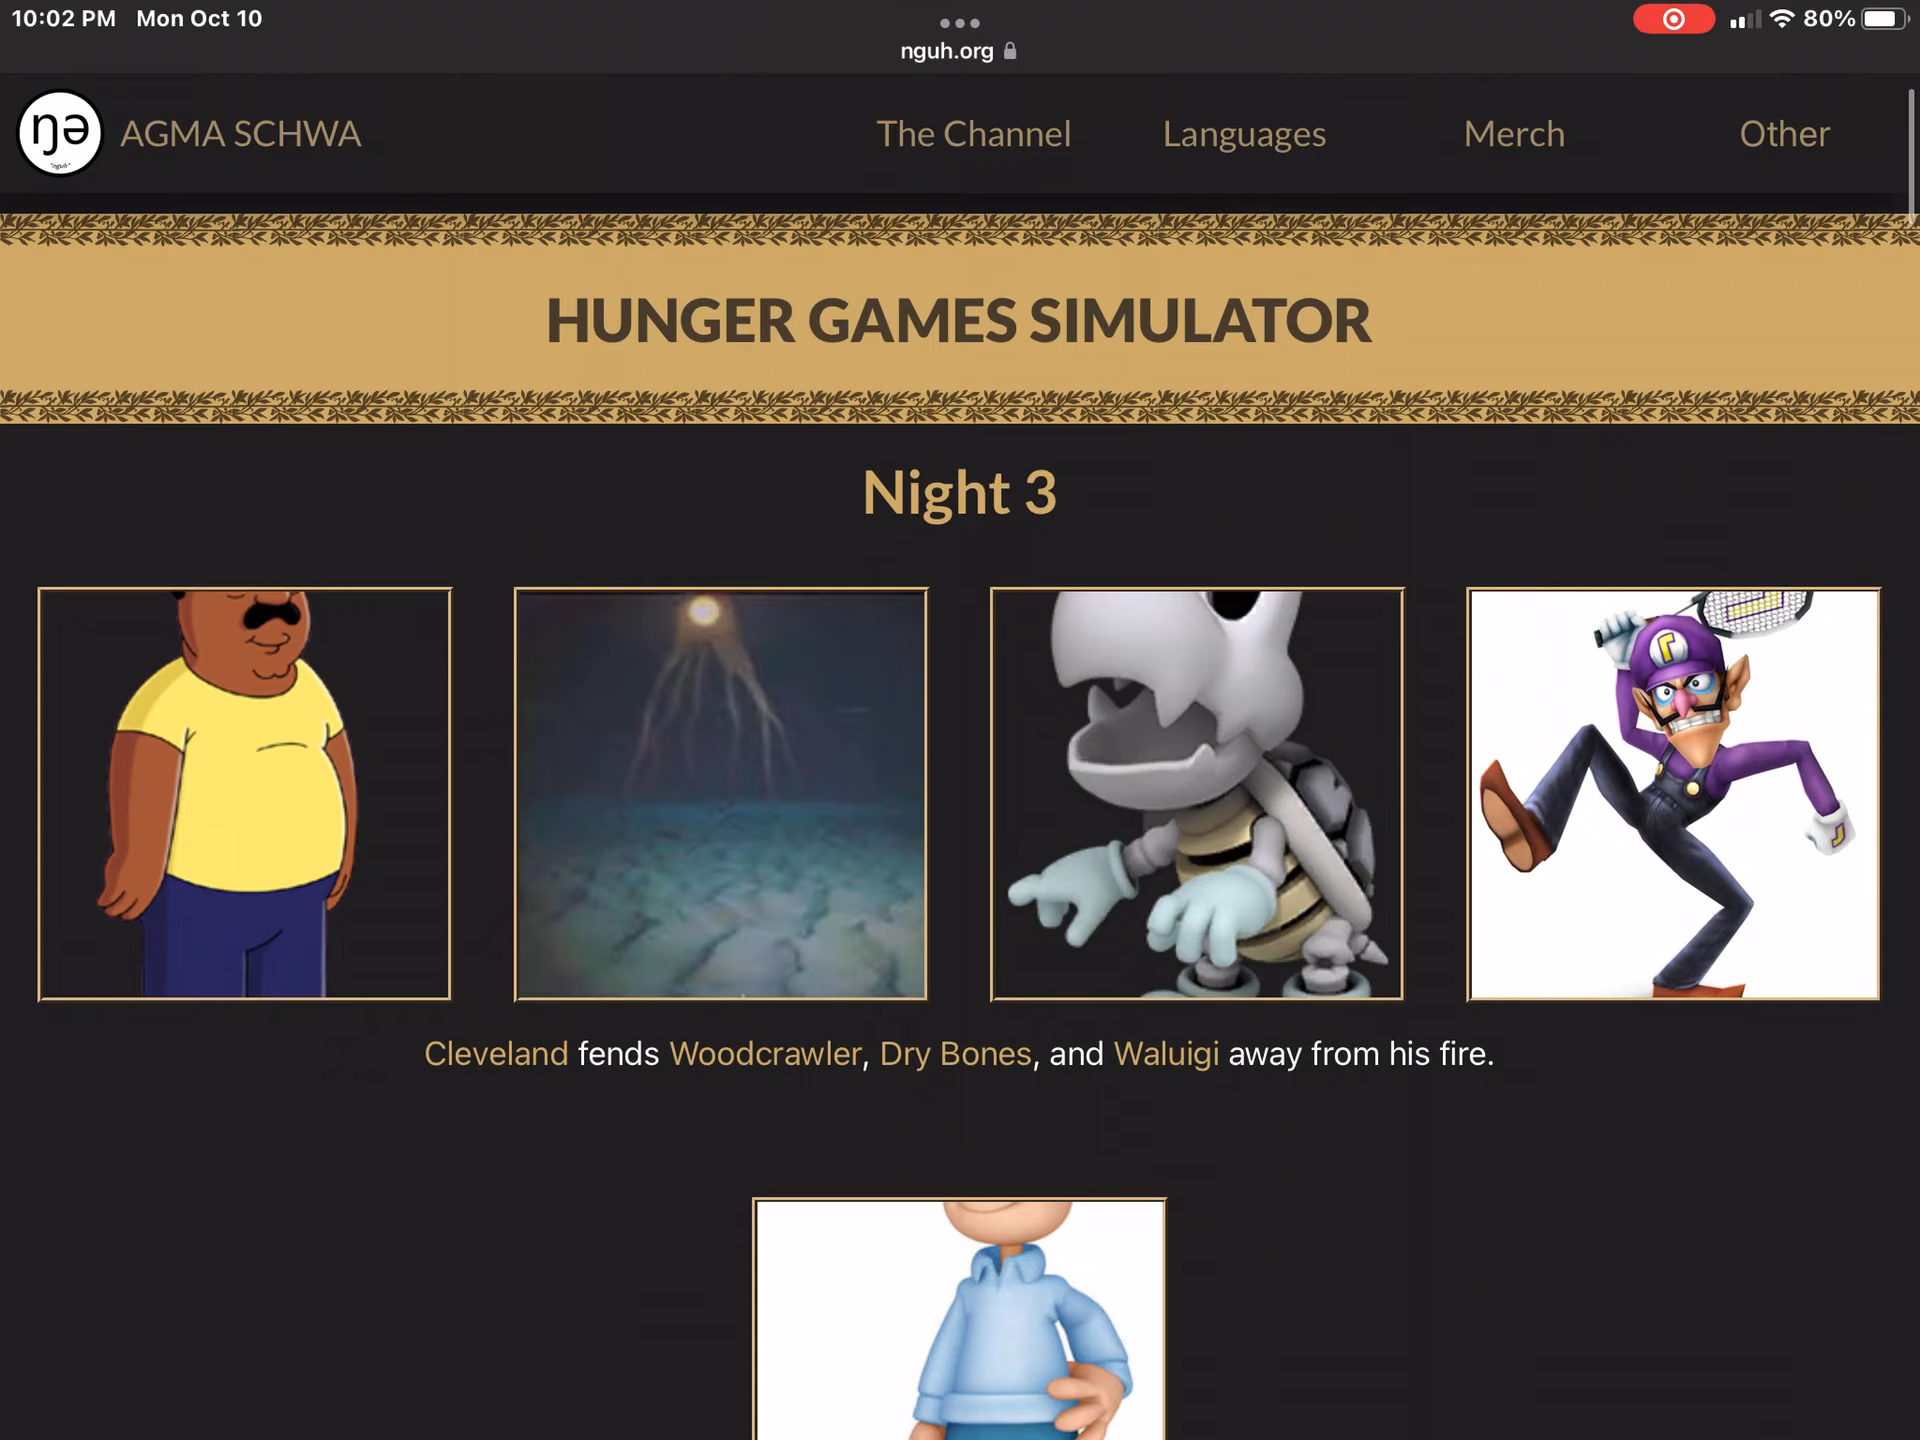 10:02 PM Mon Oct 10
80%
nguh.org
ŋə AGMA SCHWA The Channel Languages Merch Other
"nguh"
HUNGER GAMES SIMULATOR
Night 3
Cleveland fends Woodcrawler, Dry Bones, and Waluigi away from his fire.